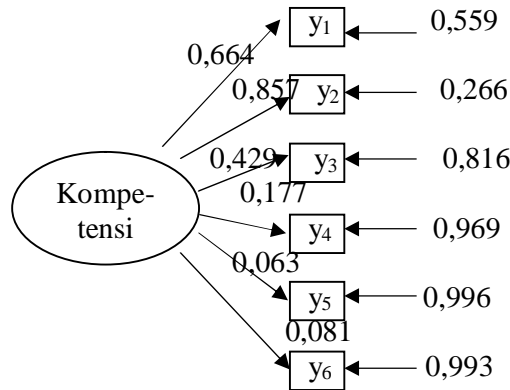 y1 0,559
0,664
0,857 y2 0,266
0,429 y3 0,816
0,177
Kompe-
tensi
y4 0,969
0,063
y5 0,996
0,081
y6 0,993